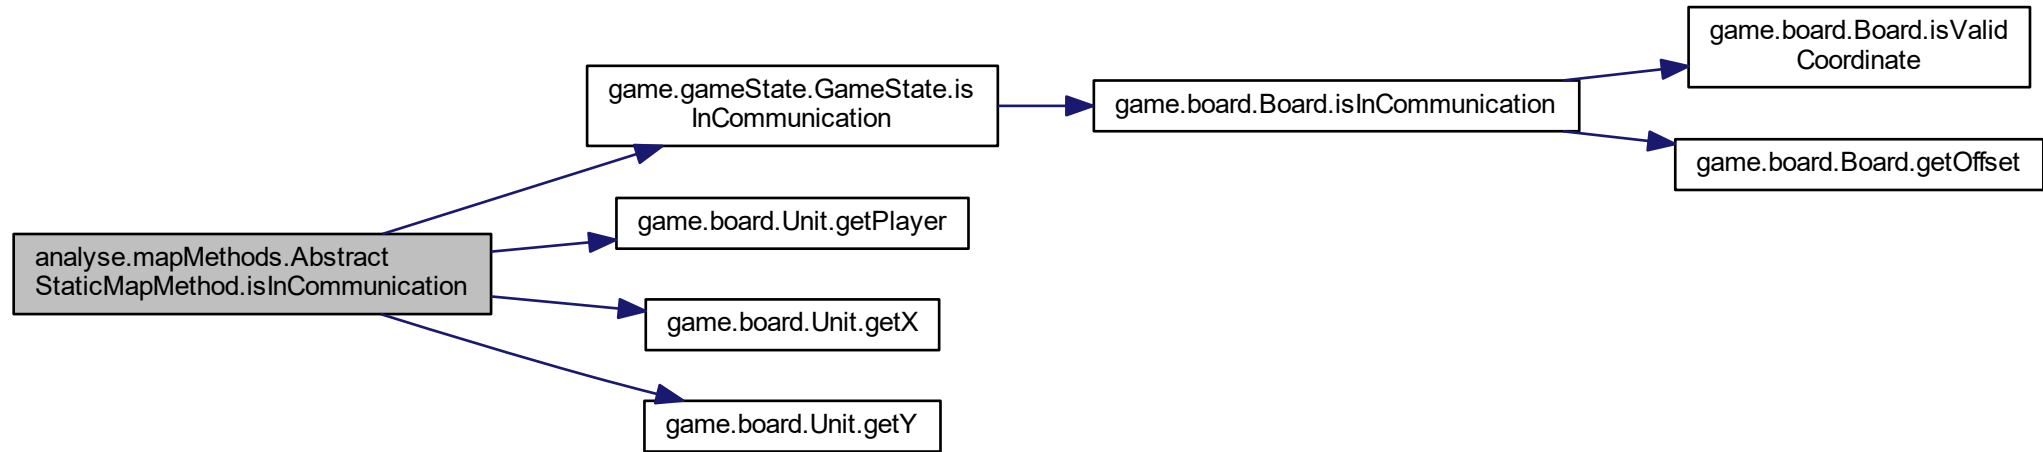 analyse.mapMethods.Abstract
StaticMapMethod.isInCommunication
game.gameState.GameState.is
InCommunication
game.board.Unit.getPlayer
game.board.Unit.getX
game.board.Unit.getY
game.board.Board.isInCommunication
game.board.Board.isValid
Coordinate
game.board.Board.getOffset